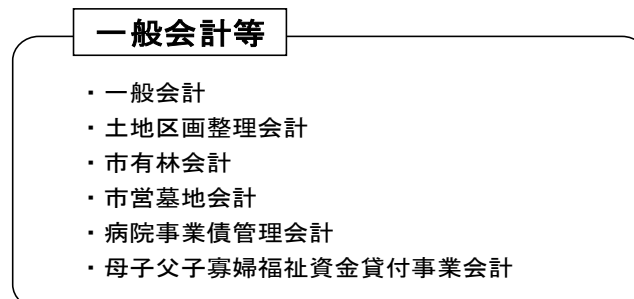 一般会計等
・一般会計
・土地区画整理会計
・市有林会計
・市営墓地会計
・病院事業債管理会計
・母子父子寡婦福祉資金貸付事業会計